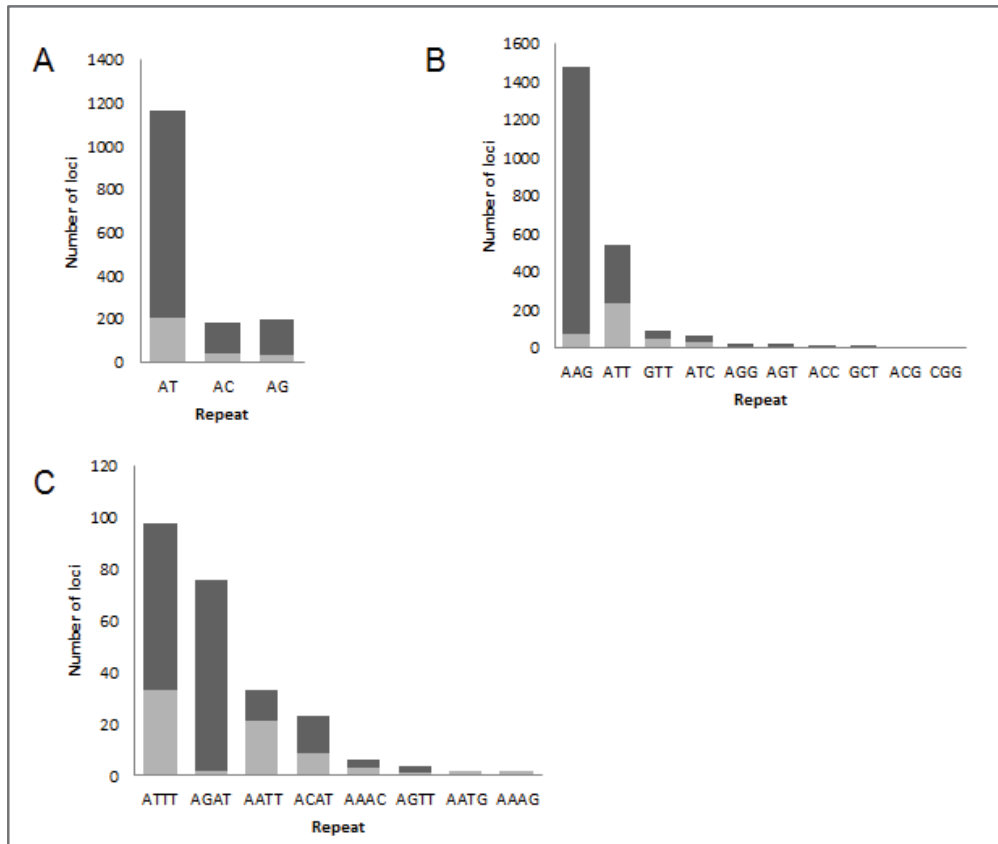 A
1400
1200
1000
800
600
400
200
0
Number of loci
AT AC AG
Repeat
B
1600
1400
1200
1000
800
600
400
200
0
Number of loci
AAG ATT GTT ATC AGG AGT ACC GCT ACG CGG
Repeat
C
120
100
80
60
40
20
0
Number of loci
ATTT AGAT AATT ACAT AAAC AGTT AATG AAAG
Repeat